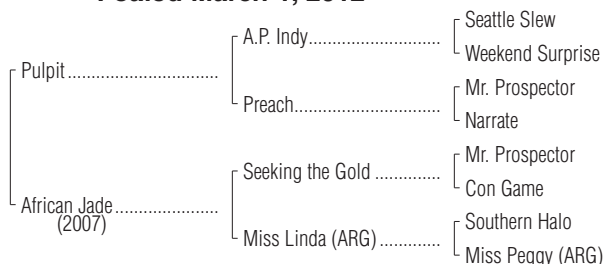 Foaled March 2012
Seattle Slew
A.P. Indy
Weekend Surprise
Pulpit
Mr. Prospector
Preach
Narrate
Mr. Prospector
Seeking the Gold
Con Game
African Jade
(2007)
Southern Halo
Miss Linda (ARG)
Miss Peggy (ARG)